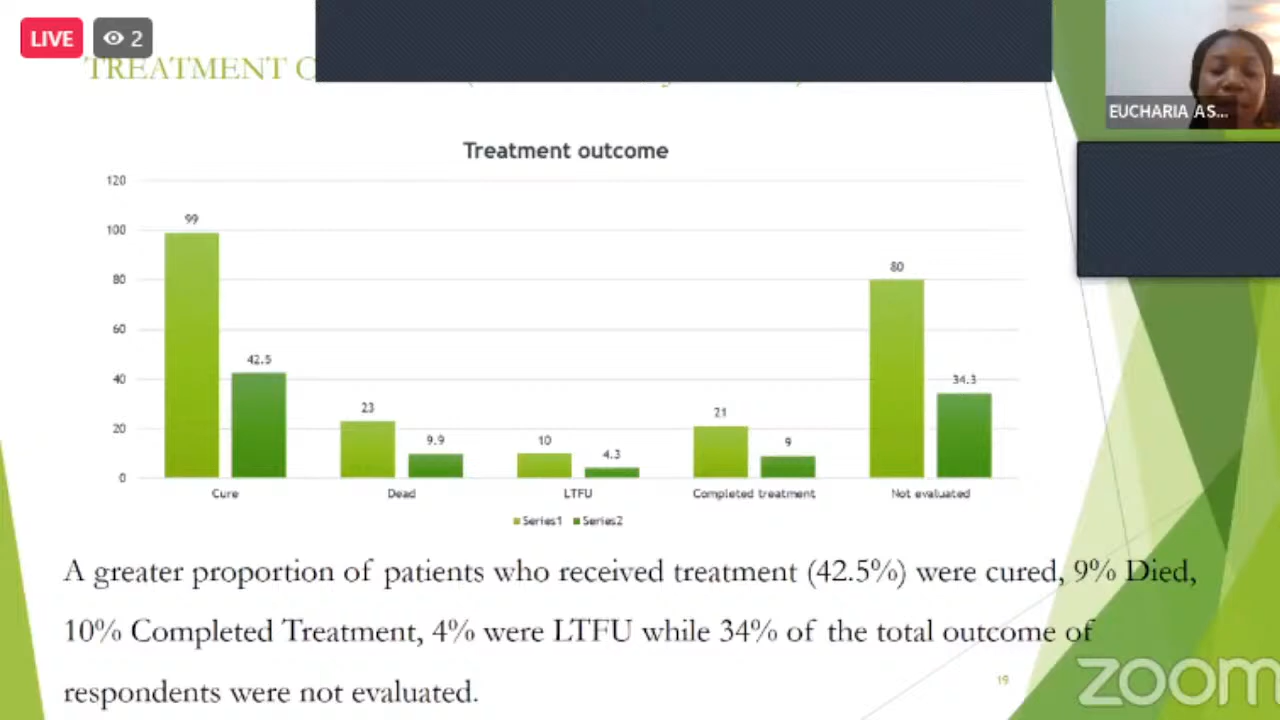 LIVE 2
TREATMENT
EUCHARIA AS...
Treatment outcome
120
100
80
60
40
20
0
99
42.5
23
9.9
10
4.3
21
9
80
34.3
Cure
Dead
LTFU
Completed treatment
Not evaluated
Series1 Series2
A greater proportion of patients who received treatment (42.5%) were cured, 9% Died,
10% Completed Treatment, 4% were LTFU while 34% of the total outcome of
respondents were not evaluated.
19
zoom